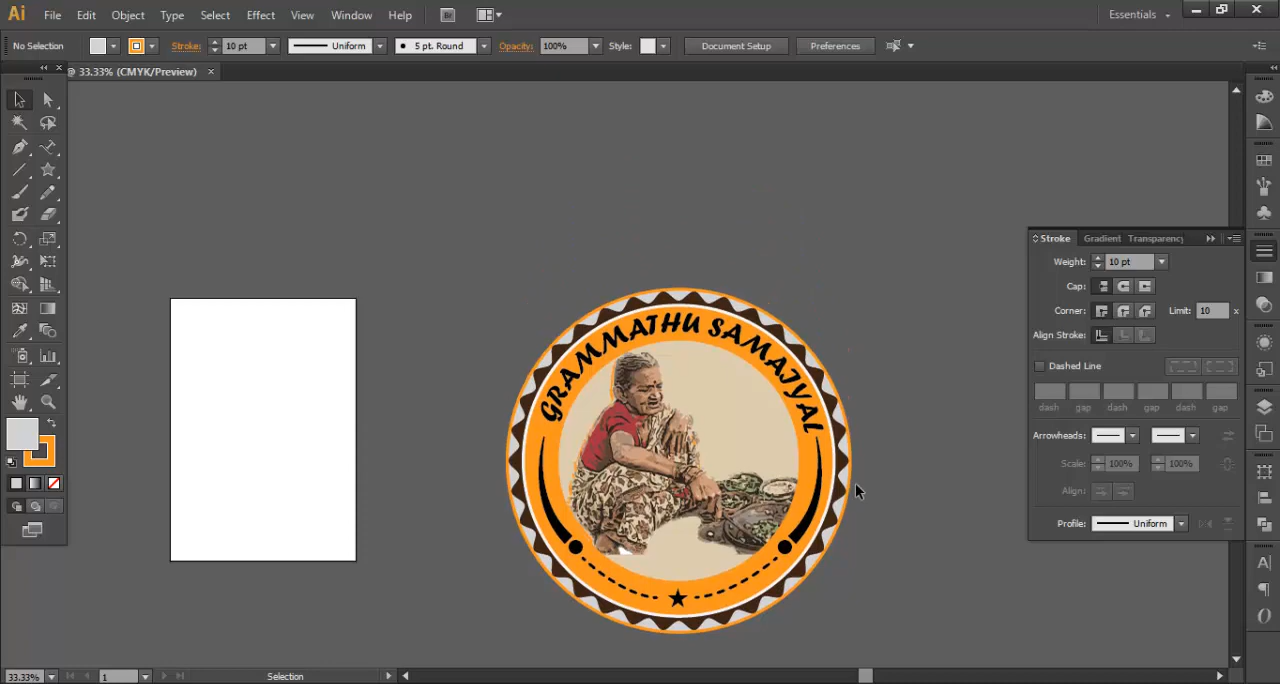 Ai File Edit Object Type Select Effect View Window Help Br Essentials
No Selection Stroke: 10 pt Uniform 5 pt. Round Opacity: 100% Style: Document Setup Preferences
@ 33.33% (CMYK/Preview) ×
GRAMMATHU SAMAIYAL
Stroke Gradient Transparency
Weight: 10 pt
Cap:
Corner: Limit: 10 x
Align Stroke:
Dashed Line
dash gap dash gap dash gap
Arrowheads:
Scale: 100% 100%
Align:
Profile: Uniform
33.33% 1 Selection